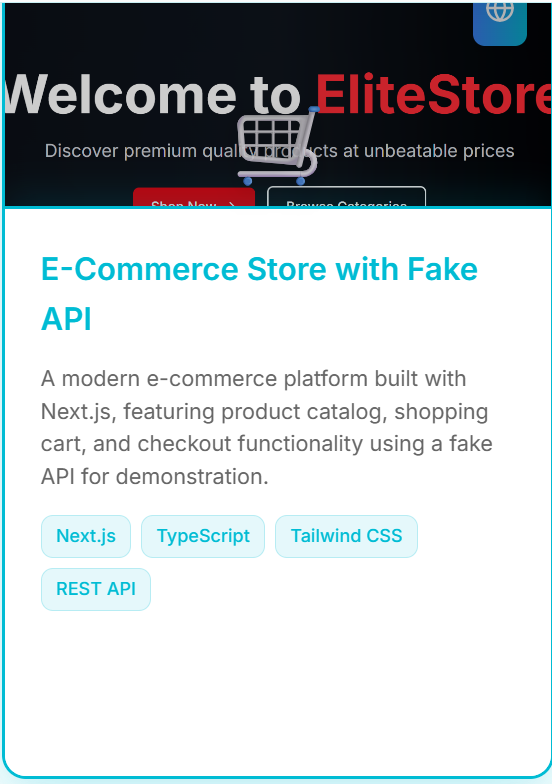 Welcome to EliteStore
Discover premium quality products at unbeatable prices
Shop Now →
Browse Categories
E-Commerce Store with Fake
API
A modern e-commerce platform built with
Next.js, featuring product catalog, shopping
cart, and checkout functionality using a fake
API for demonstration.
Next.js
TypeScript
Tailwind CSS
REST API